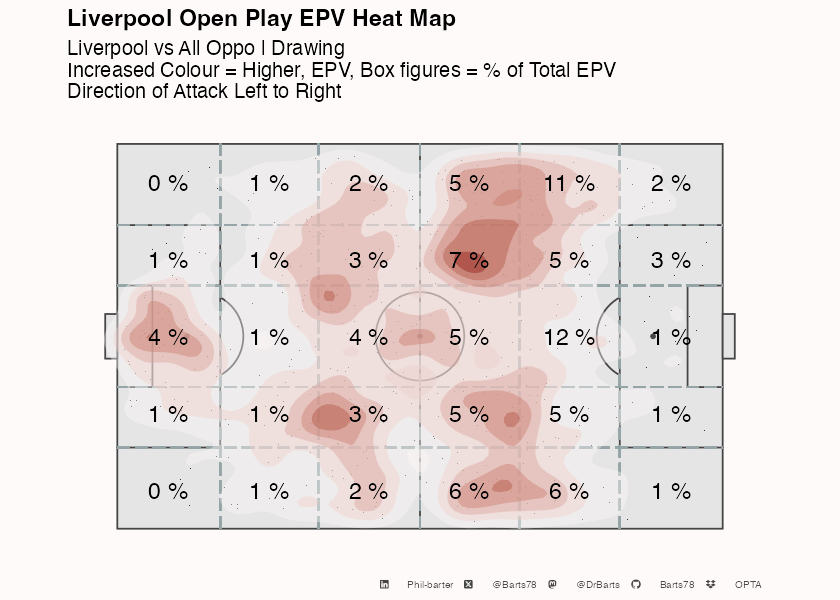 Liverpool Open Play EPV Heat Map
Liverpool vs All Oppo | Drawing
Increased Colour = Higher, EPV, Box figures = % of Total EPV
Direction of Attack Left to Right
0 % 1 % 2 % 5 % 11 % 2 %
1 % 1 % 3 % 7 % 5 % 3 %
4 % 1 % 4 % 5 % 12 % 1 %
1 % 1 % 3 % 5 % 5 % 1 %
0 % 1 % 2 % 6 % 6 % 1 %
Phil-barter @Barts78 @DrBarts Barts78 OPTA